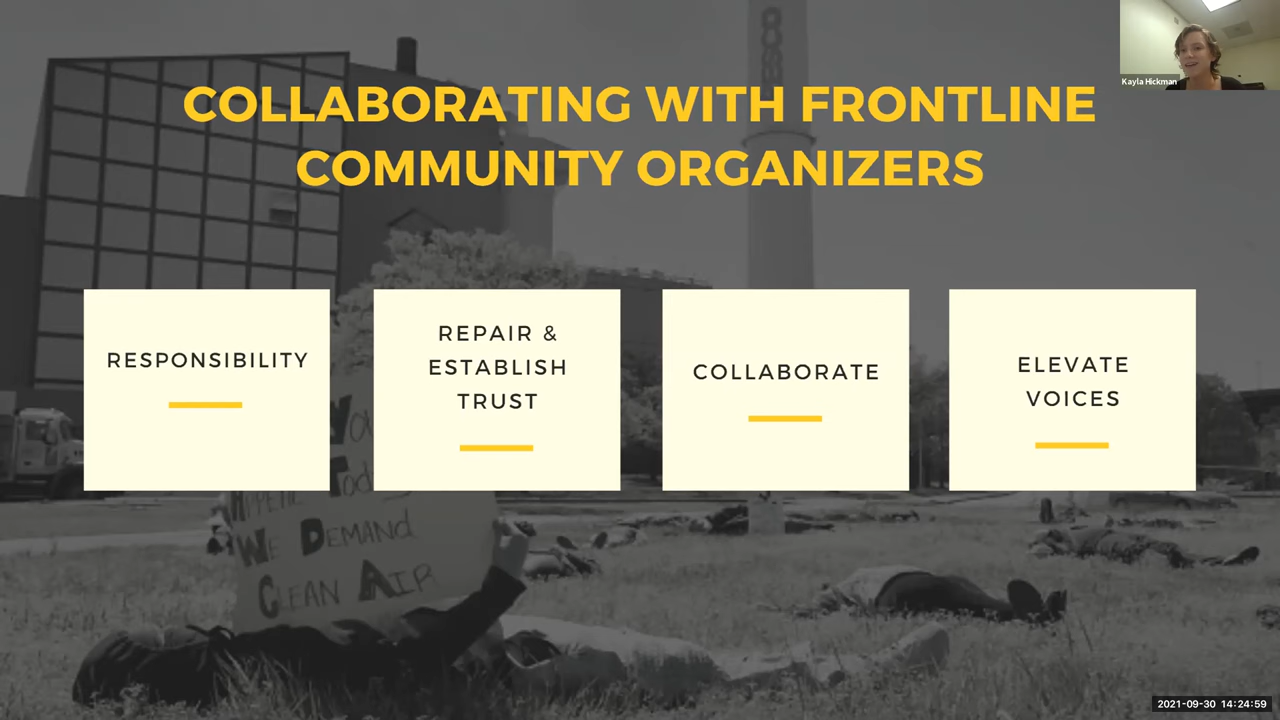 COLLABORATING WITH FRONTLINE
COMMUNITY ORGANIZERS
Kayla Hickman
RESPONSIBILITY
REPAIR &
ESTABLISH
TRUST
COLLABORATE
ELEVATE
VOICES
WE DEMAND
CLEAN AIR
2021-09-30 14:24:59